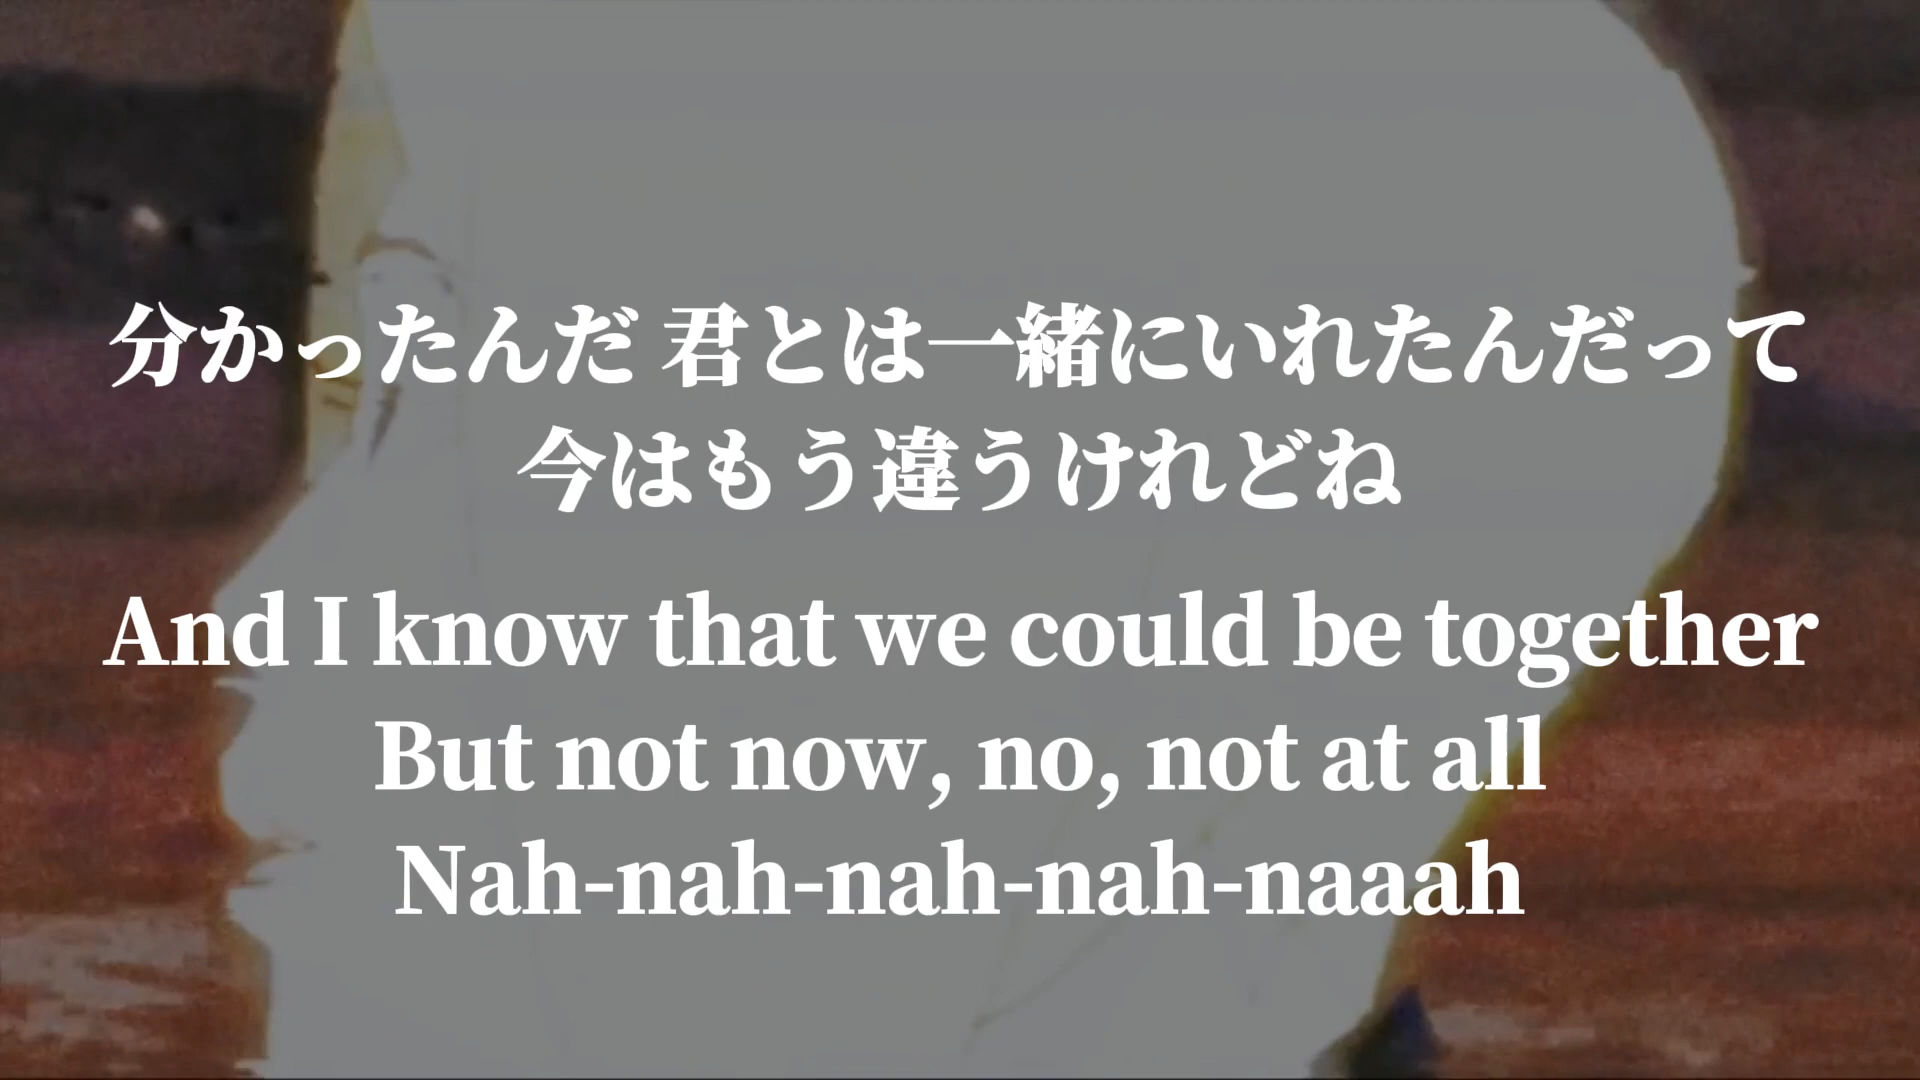 分かったんだ 君とは一緒にいれたんだって
今はもう違うけれどね
And I know that we could be together
But not now, no, not at all
Nah-nah-nah-nah-naaah